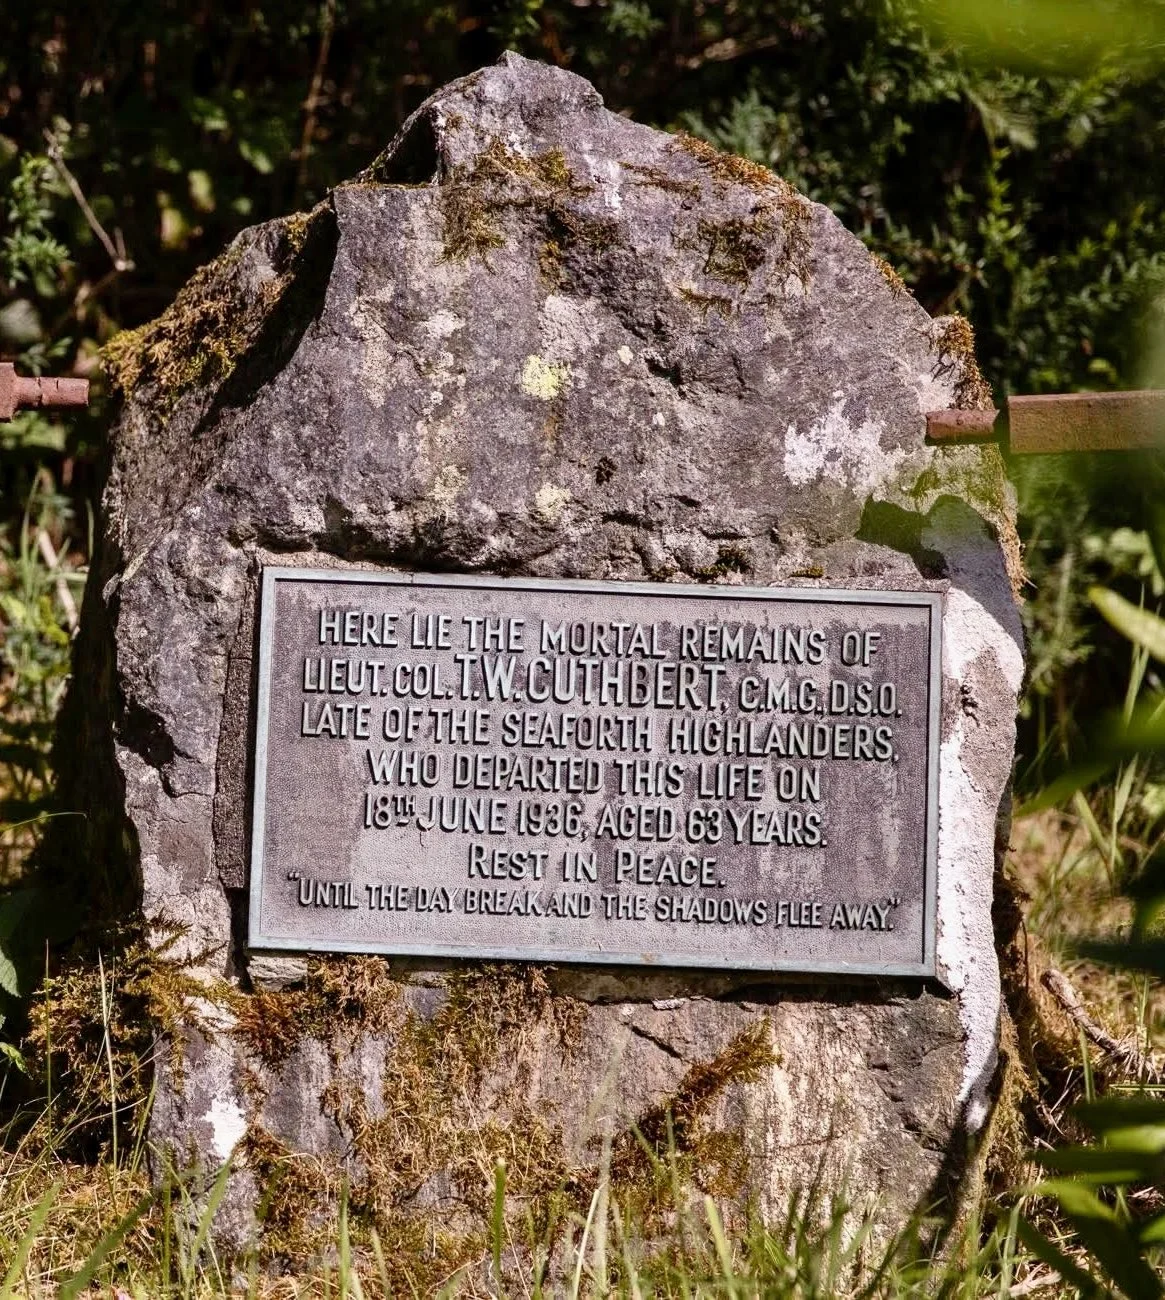 HERE LIE THE MORTAL REMAINS OF
LIEUT. COL. T.W. CUTHBERT, C.M.G. D.S.O.
LATE OF THE SEAFORTH HIGHLANDERS,
WHO DEPARTED THIS LIFE ON
18TH JUNE 1936, AGED 63 YEARS.
REST IN PEACE.
"UNTIL THE DAY BREAK AND THE SHADOWS FLEE AWAY."